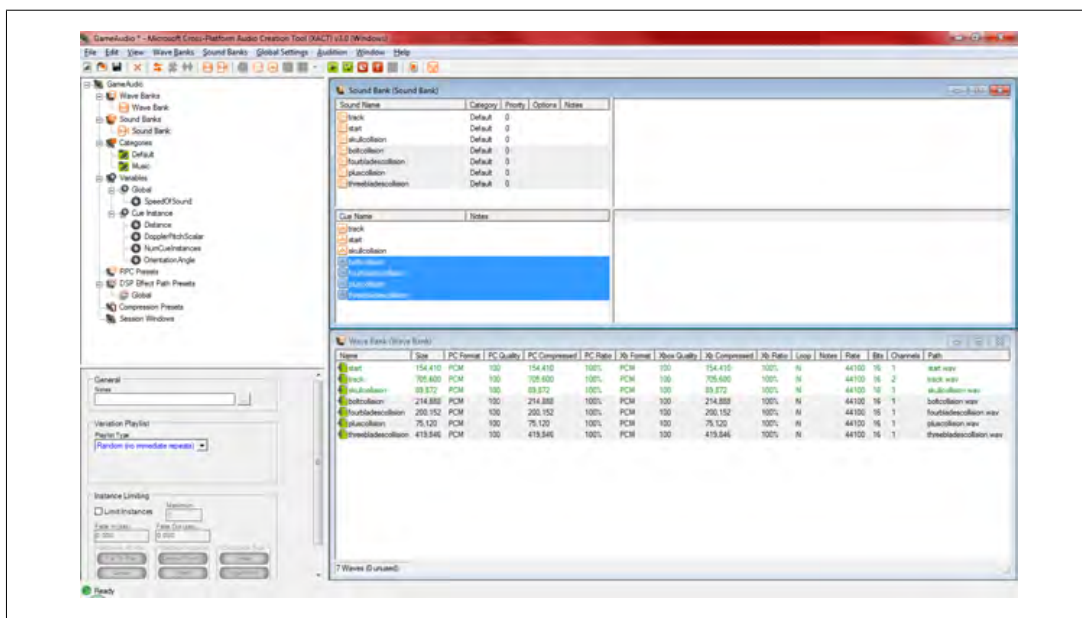 GameAudio * - Microsoft Cross-Platform Audio Creation Tool (XACT) v3.0 (Windows)
File Edit View Wave Banks Sound Banks Global Settings Audition Window Help
GameAudio
Wave Banks
Wave Bank
Sound Banks
Sound Bank
Categories
Default
Music
Variables
Global
SpeedOfSound
Cue Instance
Distance
DopplerPitchScalar
NumCueInstances
OrientationAngle
RPC Presets
DSP Effect Path Presets
Global
Compression Presets
Session Windows
General
Notes
Variation Playlist
Playlist Type
Random (no immediate repeats)
Instance Limiting
Limit Instances
Maximum
0.000 0.000
Ready
Sound Bank (Sound Bank)
Sound Name Category Priority Options Notes
track Default 0
start Default 0
skullcollision Default 0
boltcollision Default 0
fourbladescollision Default 0
pluscollision Default 0
threebladescollision Default 0
Cue Name Notes
track
start
skullcollision
boltcollision
fourbladescollision
pluscollision
threebladescollision
Wave Bank (Wave Bank)
Name Size PC Format PC Quality PC Compressed PC Ratio Xb Format Xbox Quality Xb Compressed Xb Ratio Loop Notes Rate Bits Channels Path
start 154,410 PCM 100 154,410 100% PCM 100 154,410 100% N 44100 16 1 start.wav
track 705,600 PCM 100 705,600 100% PCM 100 705,600 100% N 44100 16 2 track.wav
skullcollision 89,872 PCM 100 89,872 100% PCM 100 89,872 100% N 44100 16 1 skullcollision.wav
boltcollision 214,888 PCM 100 214,888 100% PCM 100 214,888 100% N 44100 16 1 boltcollision.wav
fourbladescollision 200,152 PCM 100 200,152 100% PCM 100 200,152 100% N 44100 16 1 fourbladescollision.wav
pluscollision 75,120 PCM 100 75,120 100% PCM 100 75,120 100% N 44100 16 1 pluscollision.wav
threebladescollision 419,846 PCM 100 419,846 100% PCM 100 419,846 100% N 44100 16 1 threebladescollision.wav
7 Waves (0 unused)